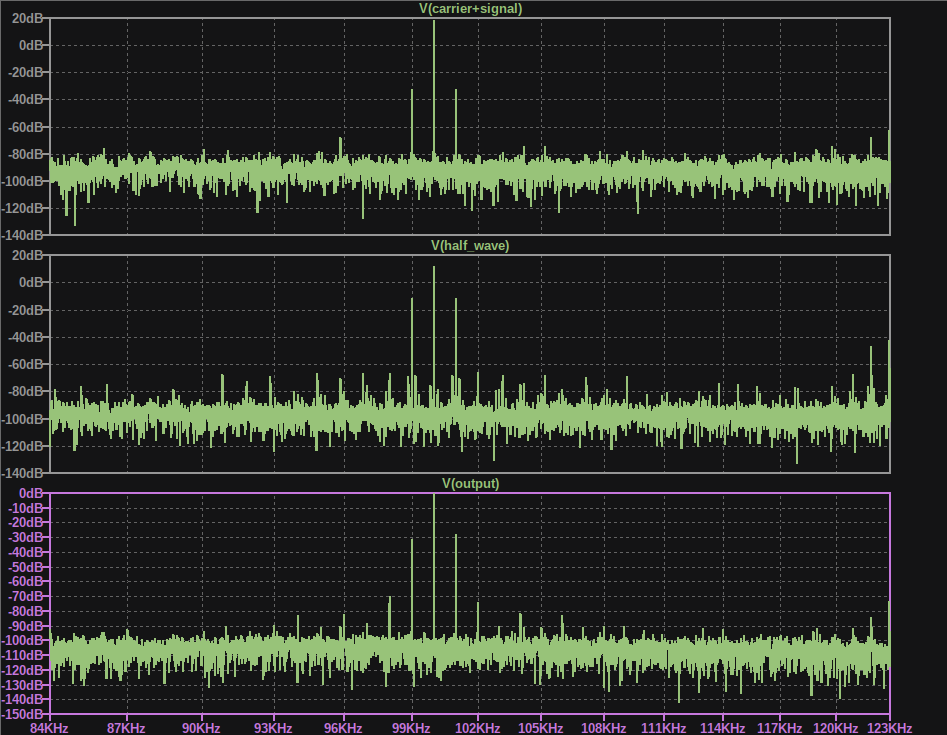 V(carrier+signal)
20dB
0dB
-20dB
-40dB
-60dB
-80dB
-100dB
-120dB
-140dB
V(half_wave)
20dB
0dB
-20dB
-40dB
-60dB
-80dB
-100dB
-120dB
-140dB
V(output)
0dB
-10dB
-20dB
-30dB
-40dB
-50dB
-60dB
-70dB
-80dB
-90dB
-100dB
-110dB
-120dB
-130dB
-140dB
-150dB
84KHz 87KHz 90KHz 93KHz 96KHz 99KHz 102KHz 105KHz 108KHz 111KHz 114KHz 117KHz 120KHz 123KHz